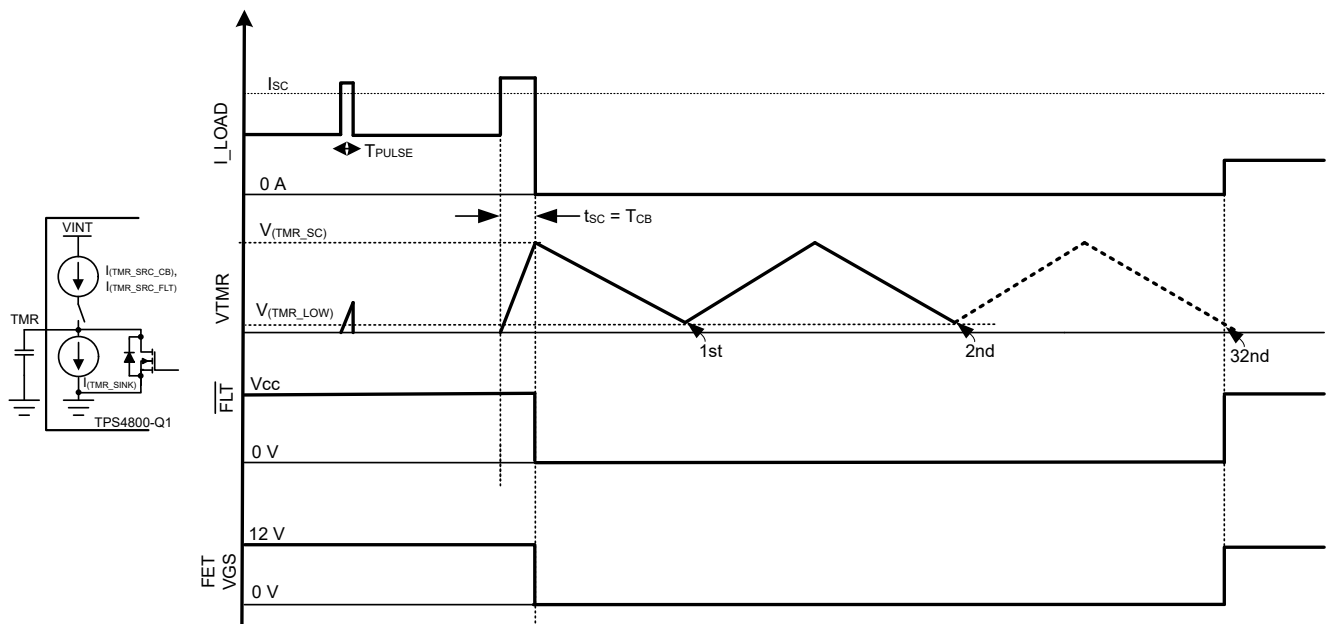 I_LOAD
ISC
TPULSE
0 A
tSC = TCB
VTMR
V(TMR_SC)
V(TMR_LOW)
1st
2nd
32nd
VINT
I(TMR_SRC_CB),
I(TMR_SRC_FLT)
TMR
I(TMR_SINK)
TPS4800-Q1
FLT
Vcc
0 V
FET
VGS
12 V
0 V